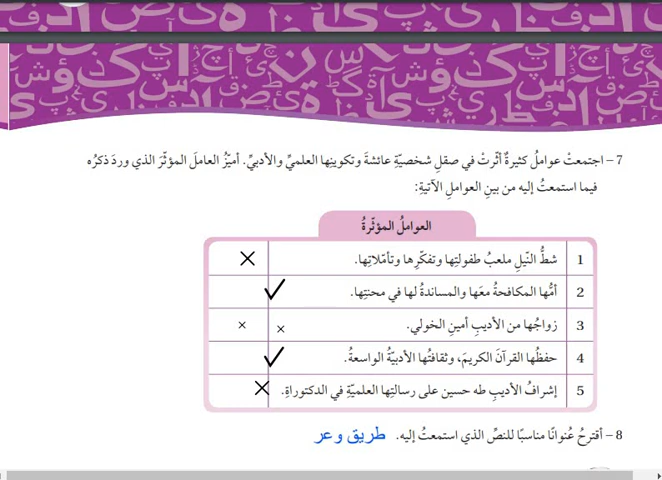 7 – اجتمعتْ عواملُ كثيرةٌ أثّرتْ في صقلِ شخصيّةِ عائشةَ وتكوينِها العلميِّ والأدبيِّ. أميّزُ العاملَ المؤثّرَ الذي وردَ ذكرُه
فيما استمعتُ إليه من بينِ العواملِ الآتيةِ:
العواملُ المؤثّرةُ
1 شطُّ النّيلِ ملعبُ طفولتِها وتفكّرِها وتأمّلاتِها. ×
2 أمُّها المكافحةُ معَها والمساندةُ لها في محنتِها. ✓
3 زواجُها من الأديبِ أمينِ الخولي. × ×
4 حفظُها القرآنَ الكريمَ، وثقافتُها الأدبيّةُ الواسعةُ. ✓
5 إشرافُ الأديبِ طه حسين على رسالتِها العلميّةِ في الدكتوراةِ. ×
8 – أقترحُ عُنوانًا مناسبًا للنصِّ الذي استمعتُ إليه. طريق وعر